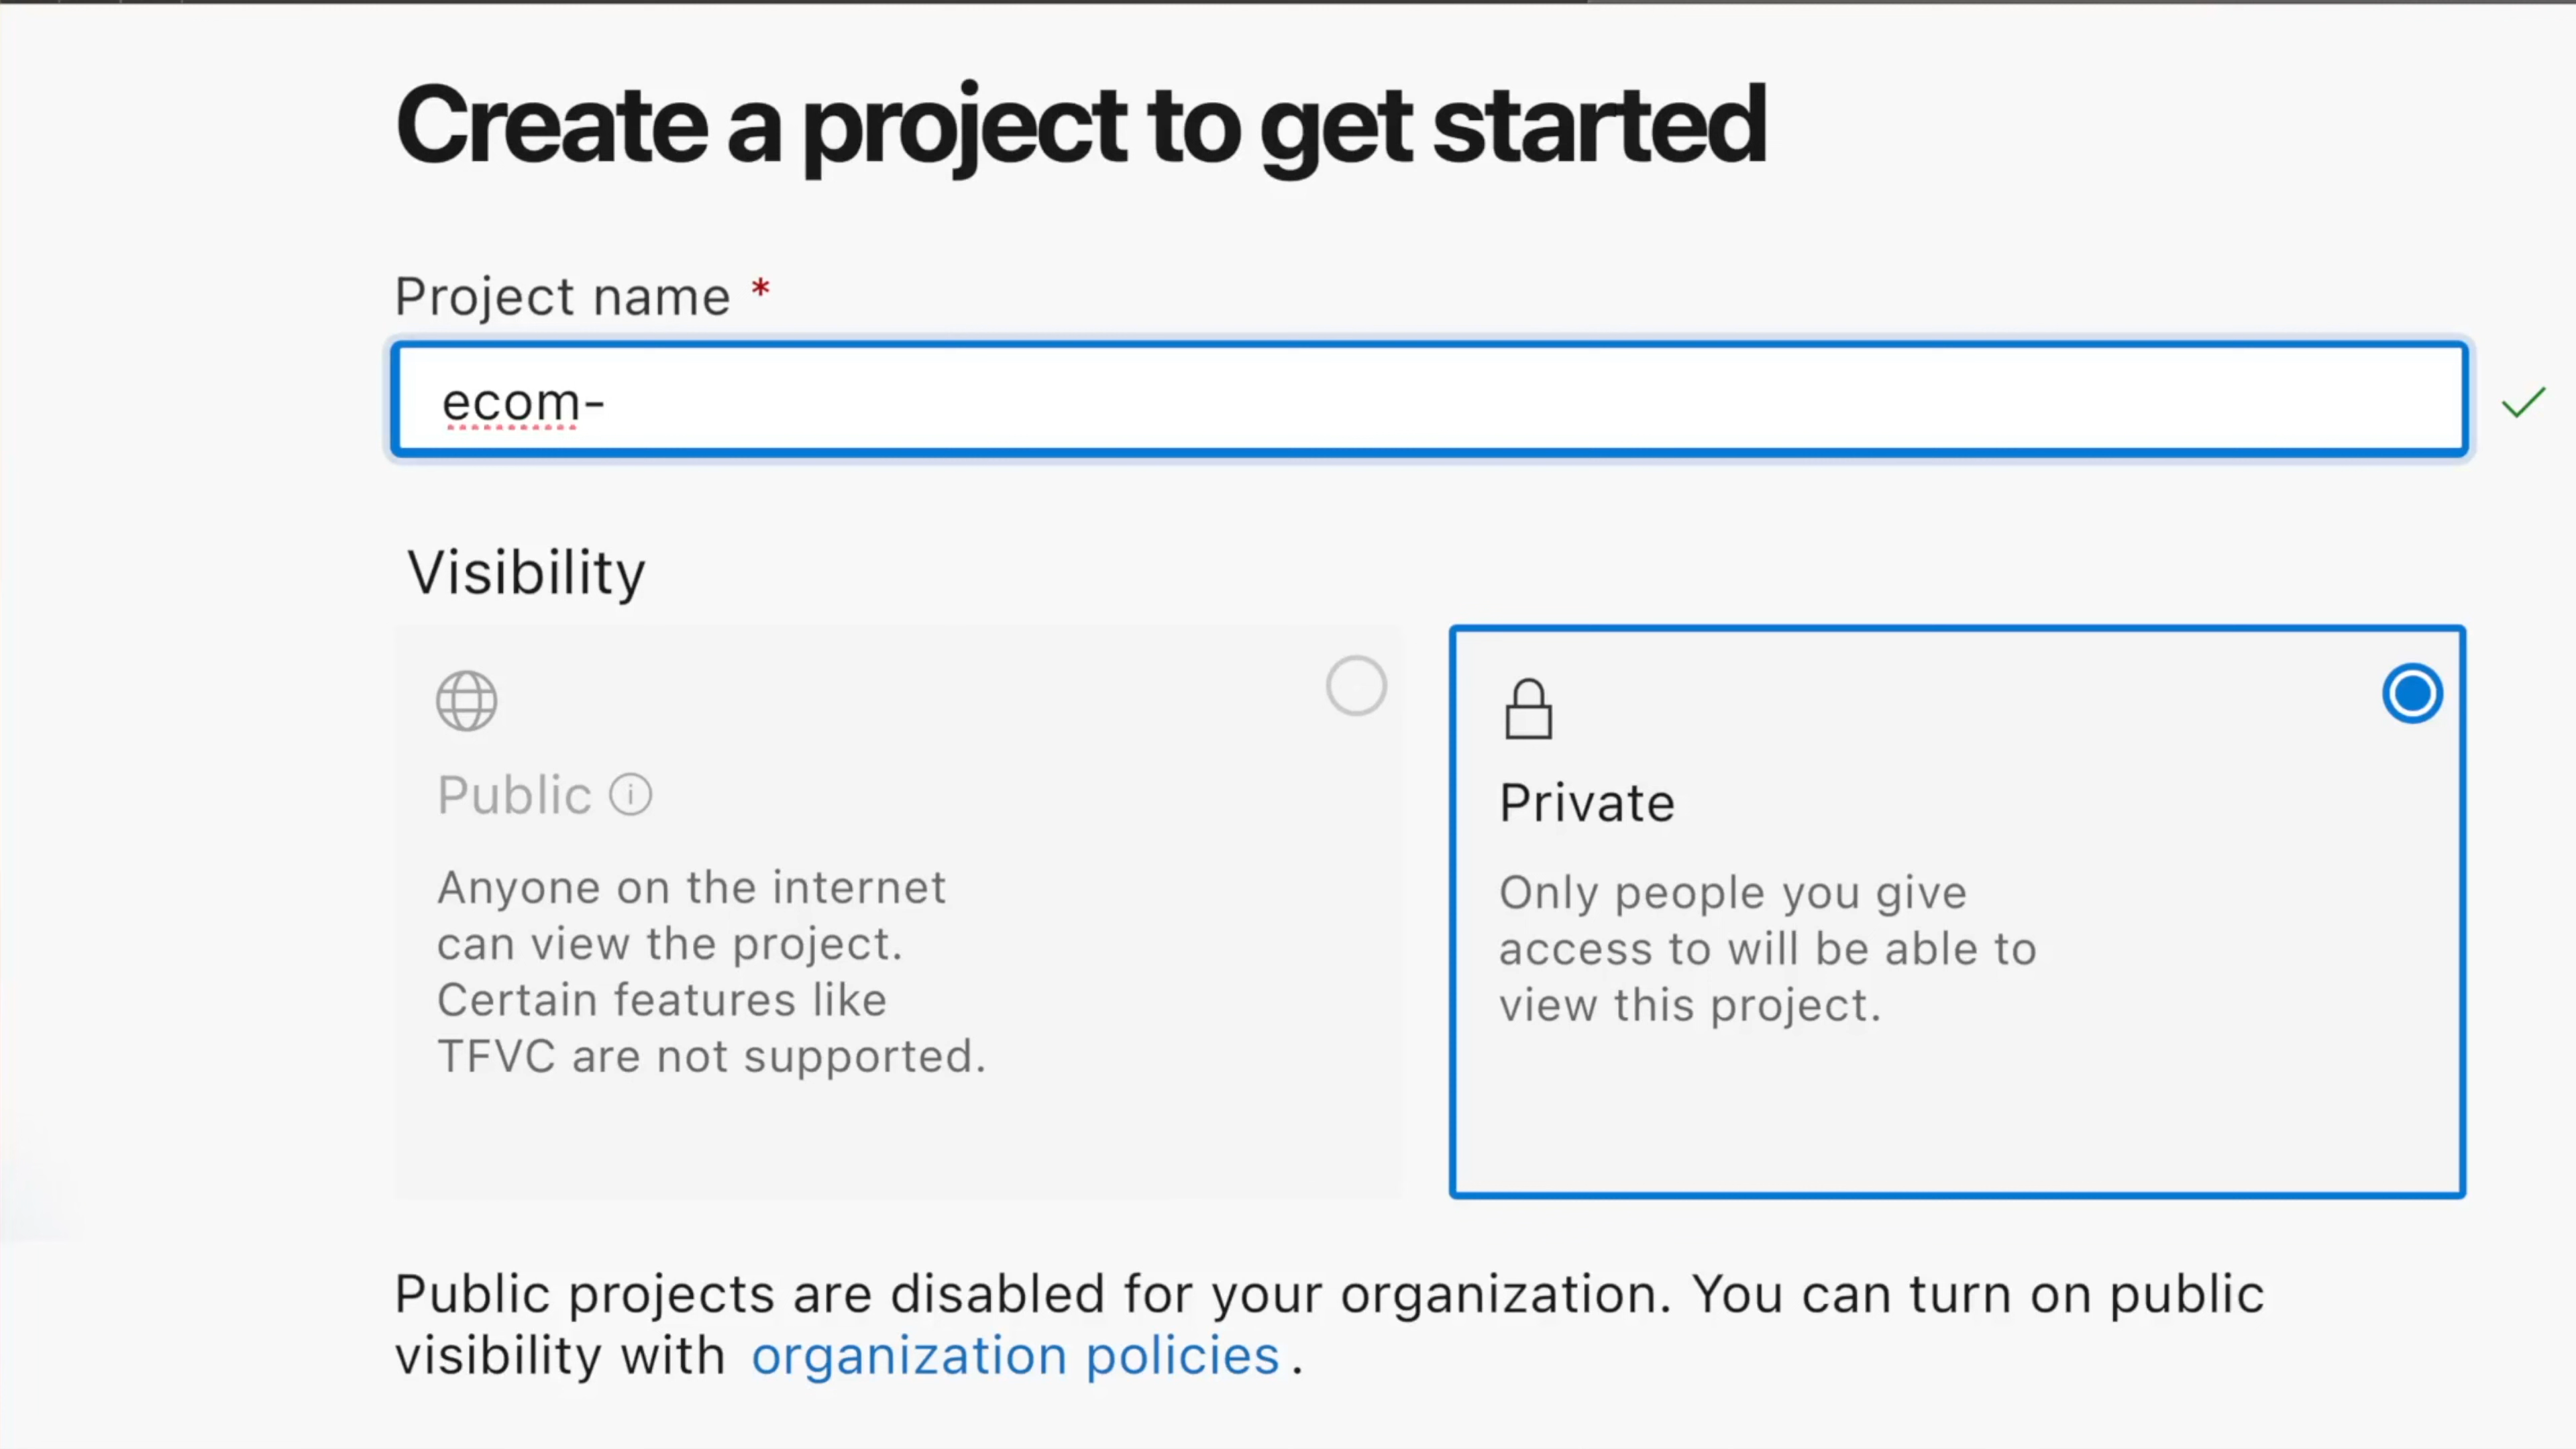 Create a project to get started
Project name *
ecom-
Visibility
Public
Anyone on the internet
can view the project.
Certain features like
TFVC are not supported.
Private
Only people you give
access to will be able to
view this project.
Public projects are disabled for your organization. You can turn on public
visibility with organization policies.